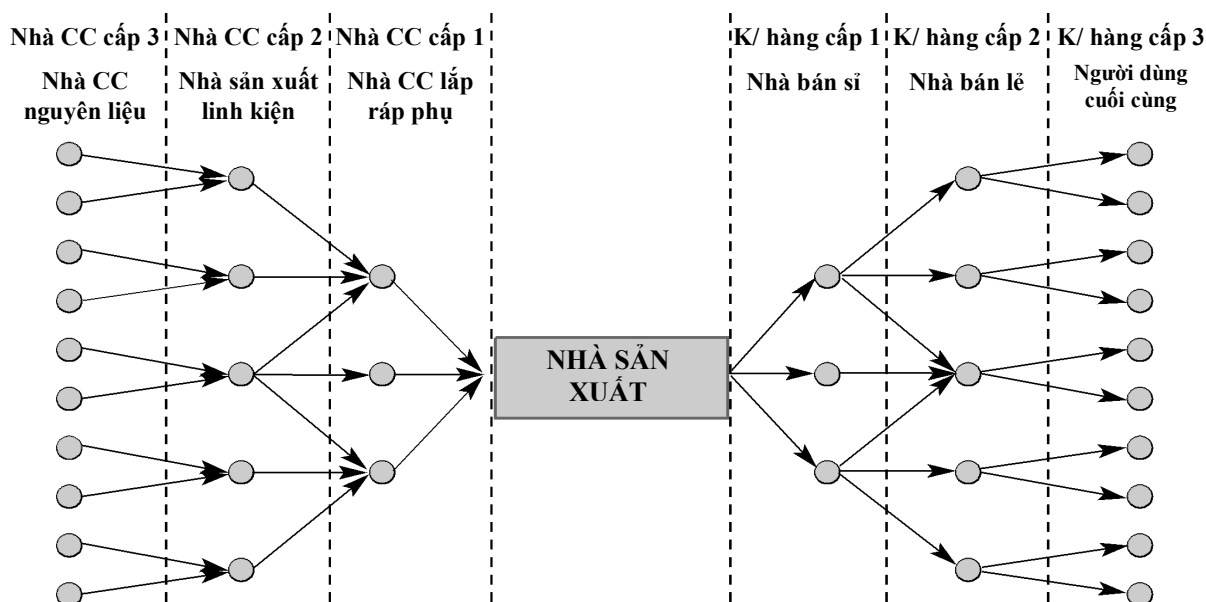 Nhà CC cấp 3
Nhà CC cấp 2
Nhà CC cấp 1
K/ hàng cấp 1
K/ hàng cấp 2
K/ hàng cấp 3
Nhà CC
nguyên liệu
Nhà sản xuất
linh kiện
Nhà CC lắp
ráp phụ
Nhà bán sỉ
Nhà bán lẻ
Người dùng
cuối cùng
NHÀ SẢN
XUẤT